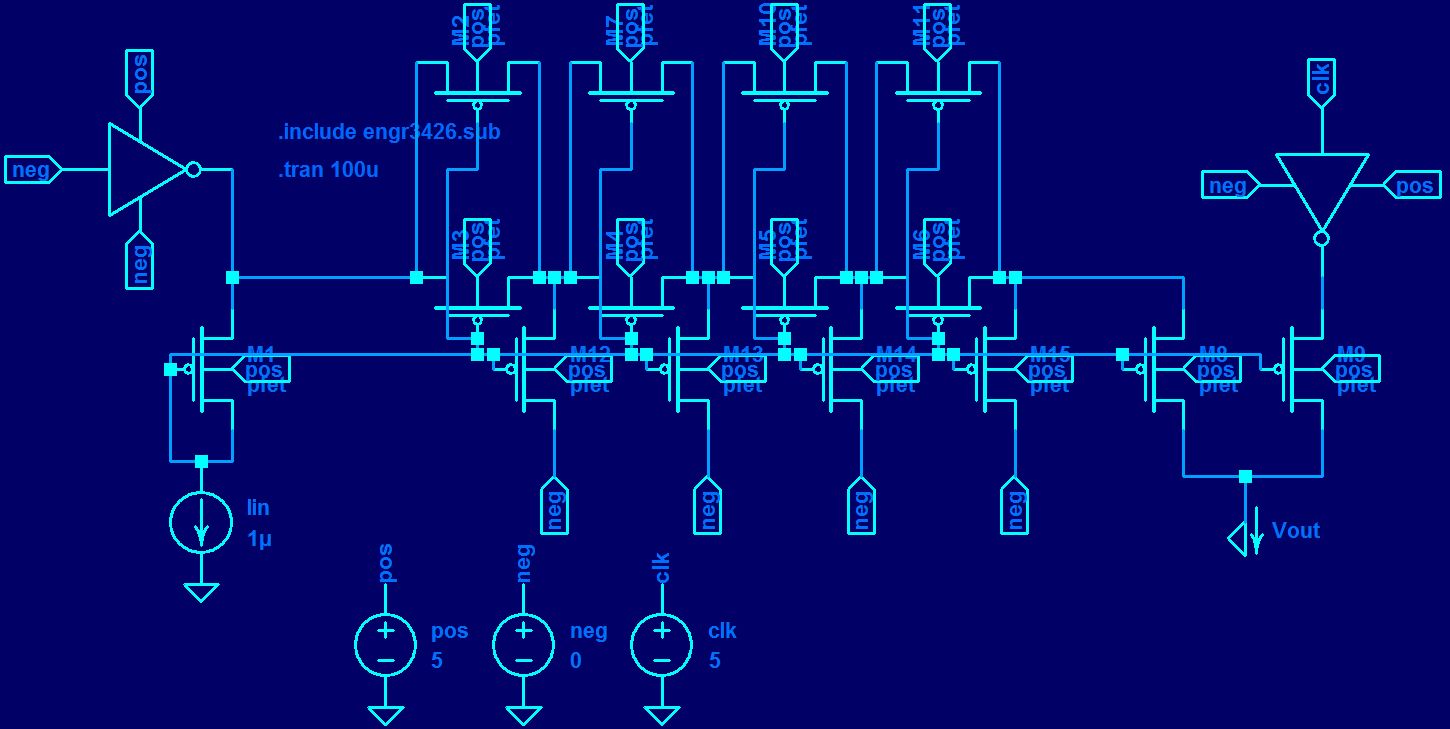 M2
pos
pfet
M7
pos
pfet
M10
pos
pfet
M11
pos
pfet
pos
clk
.include engr3426.sub
neg
.tran 100u
neg
pos
neg
M3
pos
pfet
M4
pos
pfet
M5
pos
pfet
M6
pos
pfet
M1
pos
pfet
M12
pos
pfet
M13
pos
pfet
M14
pos
pfet
M15
pos
pfet
M8
pos
pfet
M9
pos
pfet
neg
neg
neg
neg
Iin
1µ
Vout
pos
neg
clk
pos
5
neg
0
clk
5